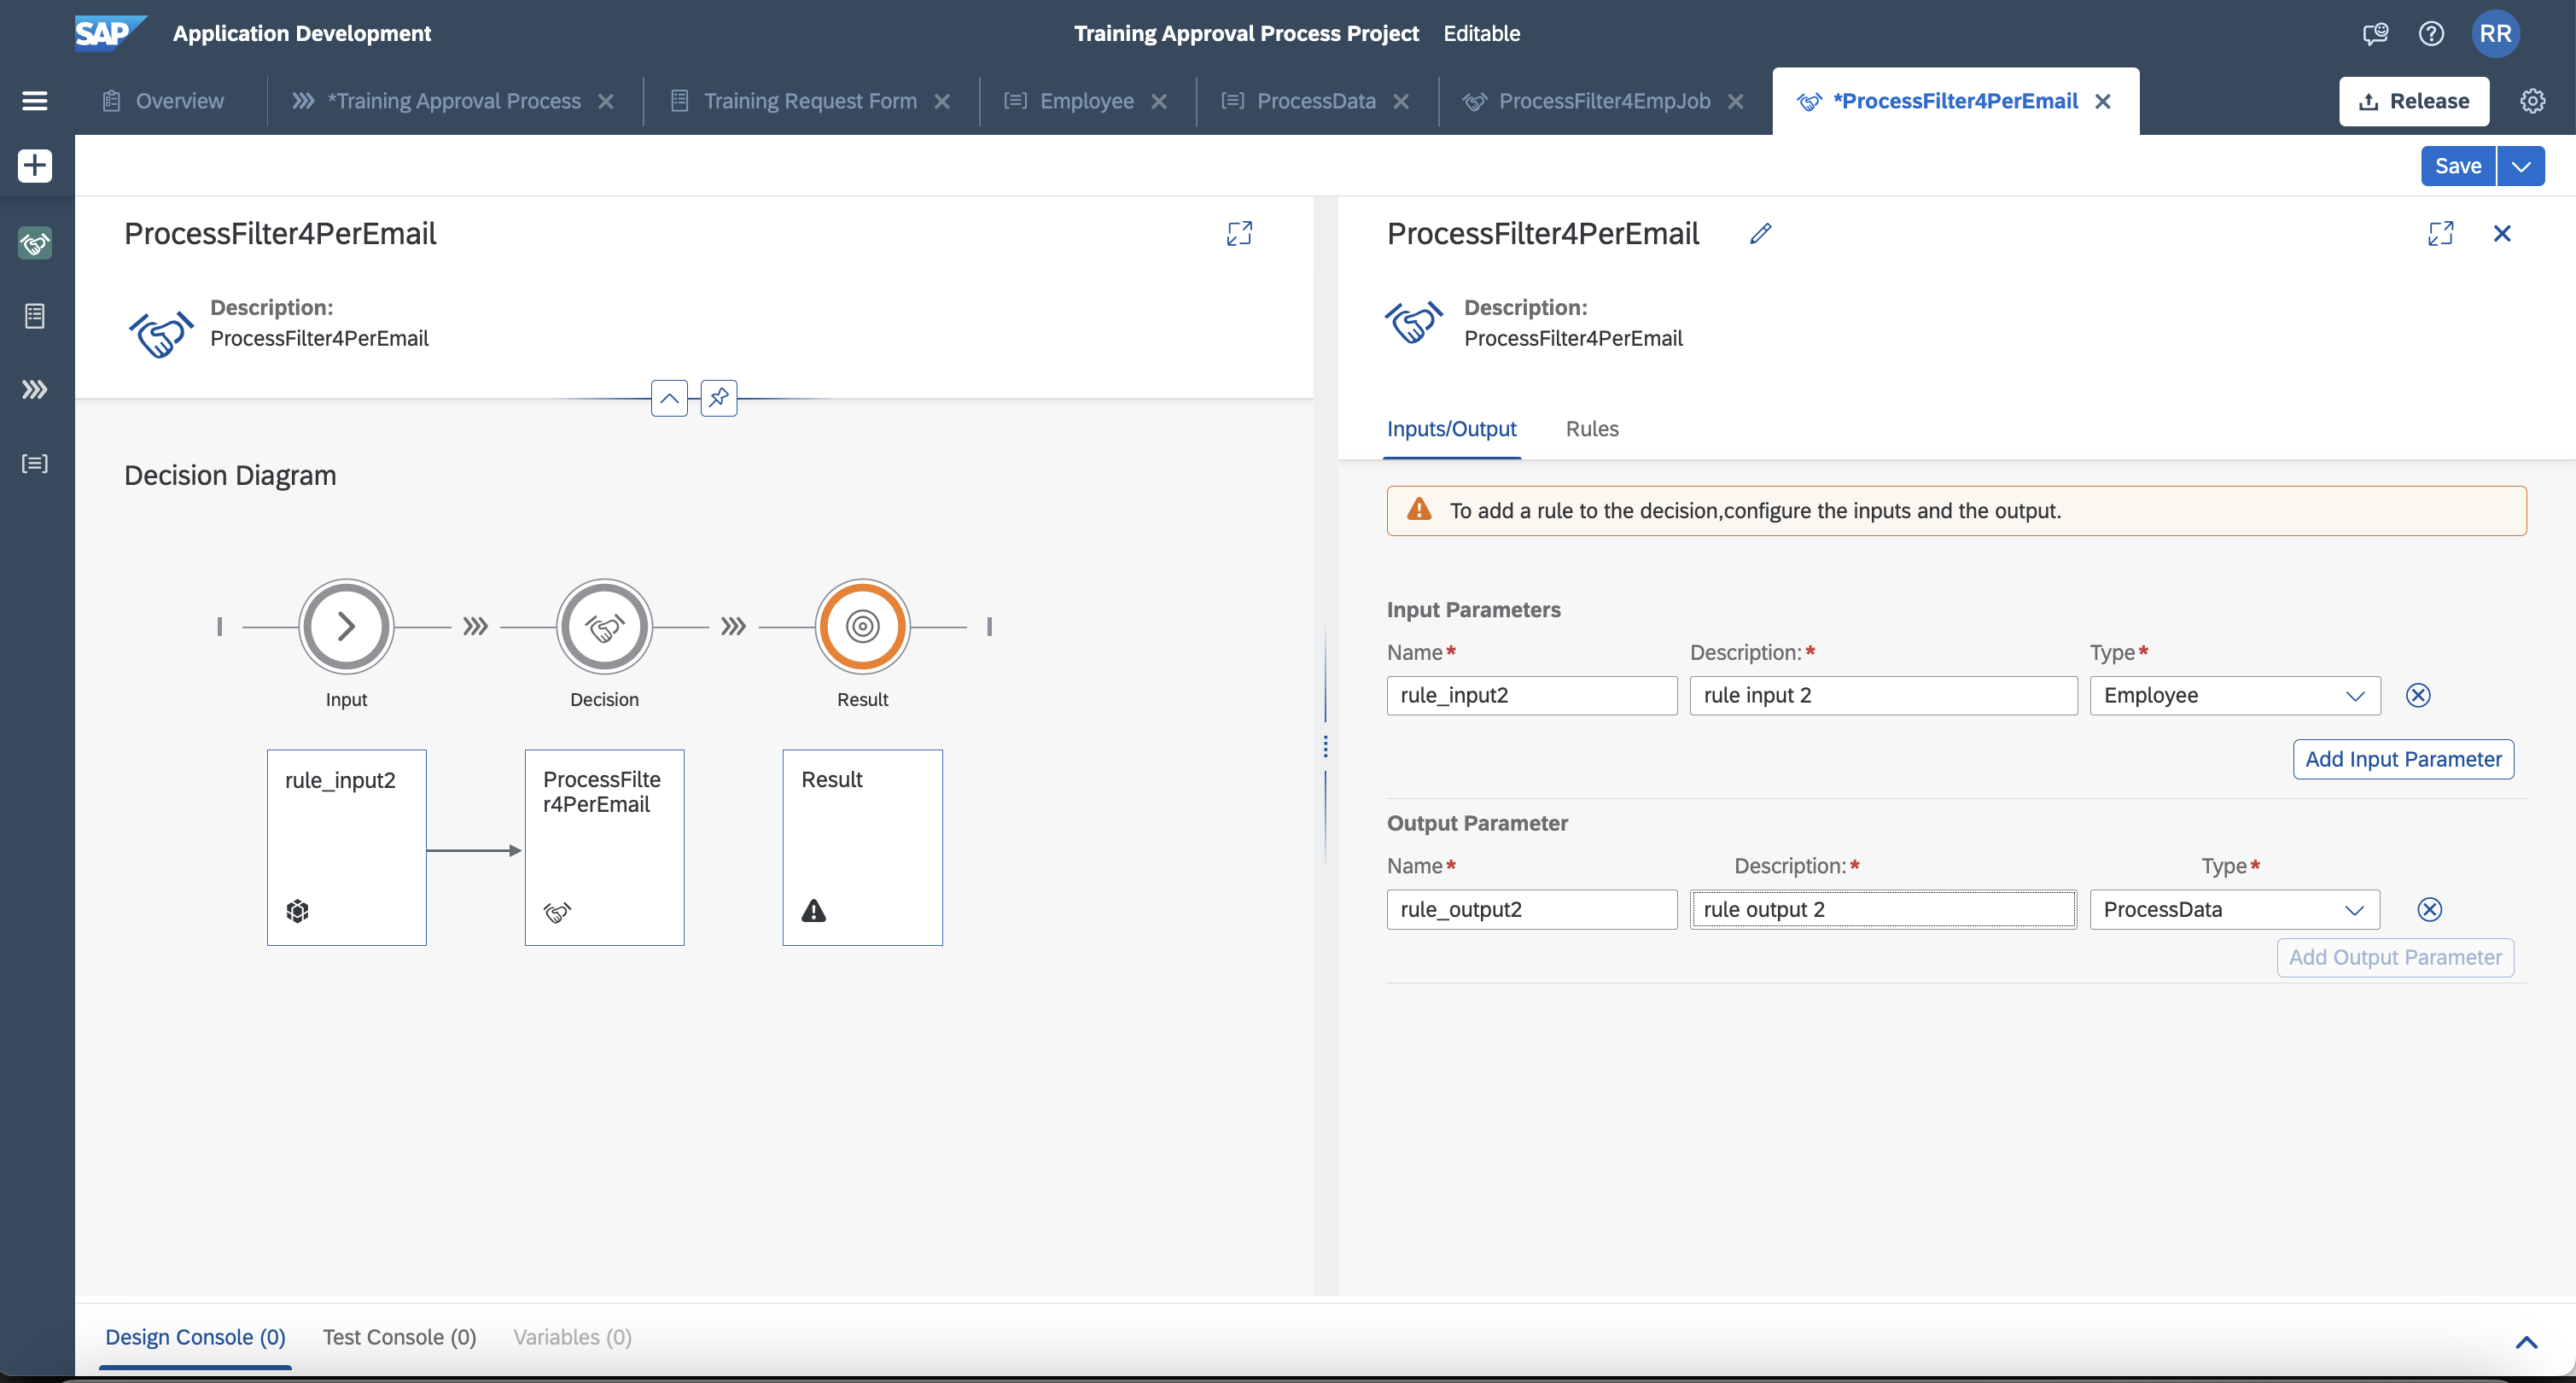 SAP Application Development Training Approval Process Project Editable RR
Overview *Training Approval Process Training Request Form Employee ProcessData ProcessFilter4EmpJob *ProcessFilter4PerEmail Release
Save
ProcessFilter4PerEmail
Description:
ProcessFilter4PerEmail
Decision Diagram
Input Decision Result
rule_input2
ProcessFilte
r4PerEmail
Result
ProcessFilter4PerEmail
Description:
ProcessFilter4PerEmail
Inputs/Output Rules
To add a rule to the decision,configure the inputs and the output.
Input Parameters
Name* Description:* Type*
rule_input2 rule input 2 Employee
Add Input Parameter
Output Parameter
Name* Description:* Type*
rule_output2 rule output 2 ProcessData
Add Output Parameter
Design Console (0) Test Console (0) Variables (0)